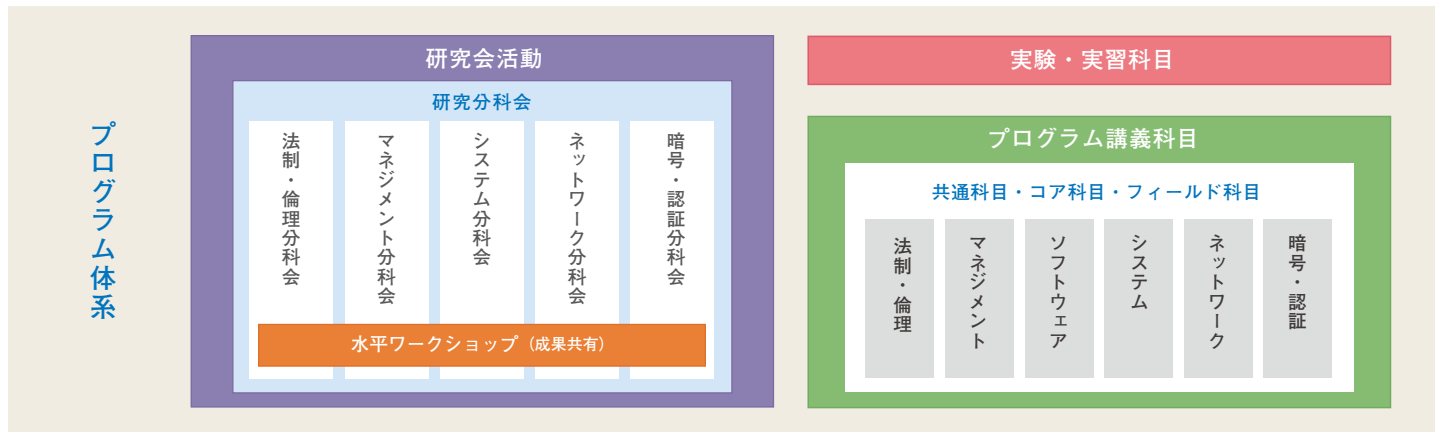 プログラム体系
研究会活動
研究分科会
法制・倫理分科会
マネジメント分科会
システム分科会
ネットワーク分科会
暗号・認証分科会
水平ワークショップ（成果共有）
実験・実習科目
プログラム講義科目
共通科目・コア科目・フィールド科目
法制・倫理
マネジメント
ソフトウェア
システム
ネットワーク
暗号・認証